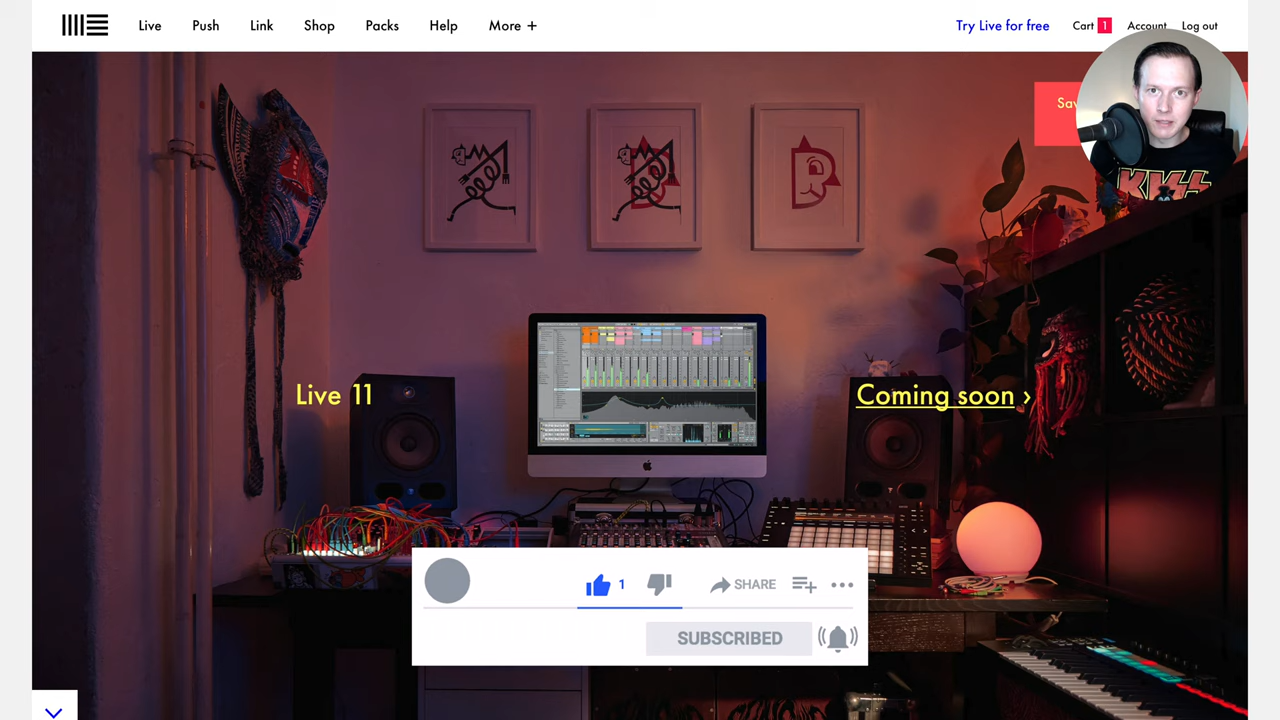 Live Push Link Shop Packs Help More +
Try Live for free Cart 1 Account Log out
KISS
Live 11
Coming soon ›
1 SHARE
SUBSCRIBED